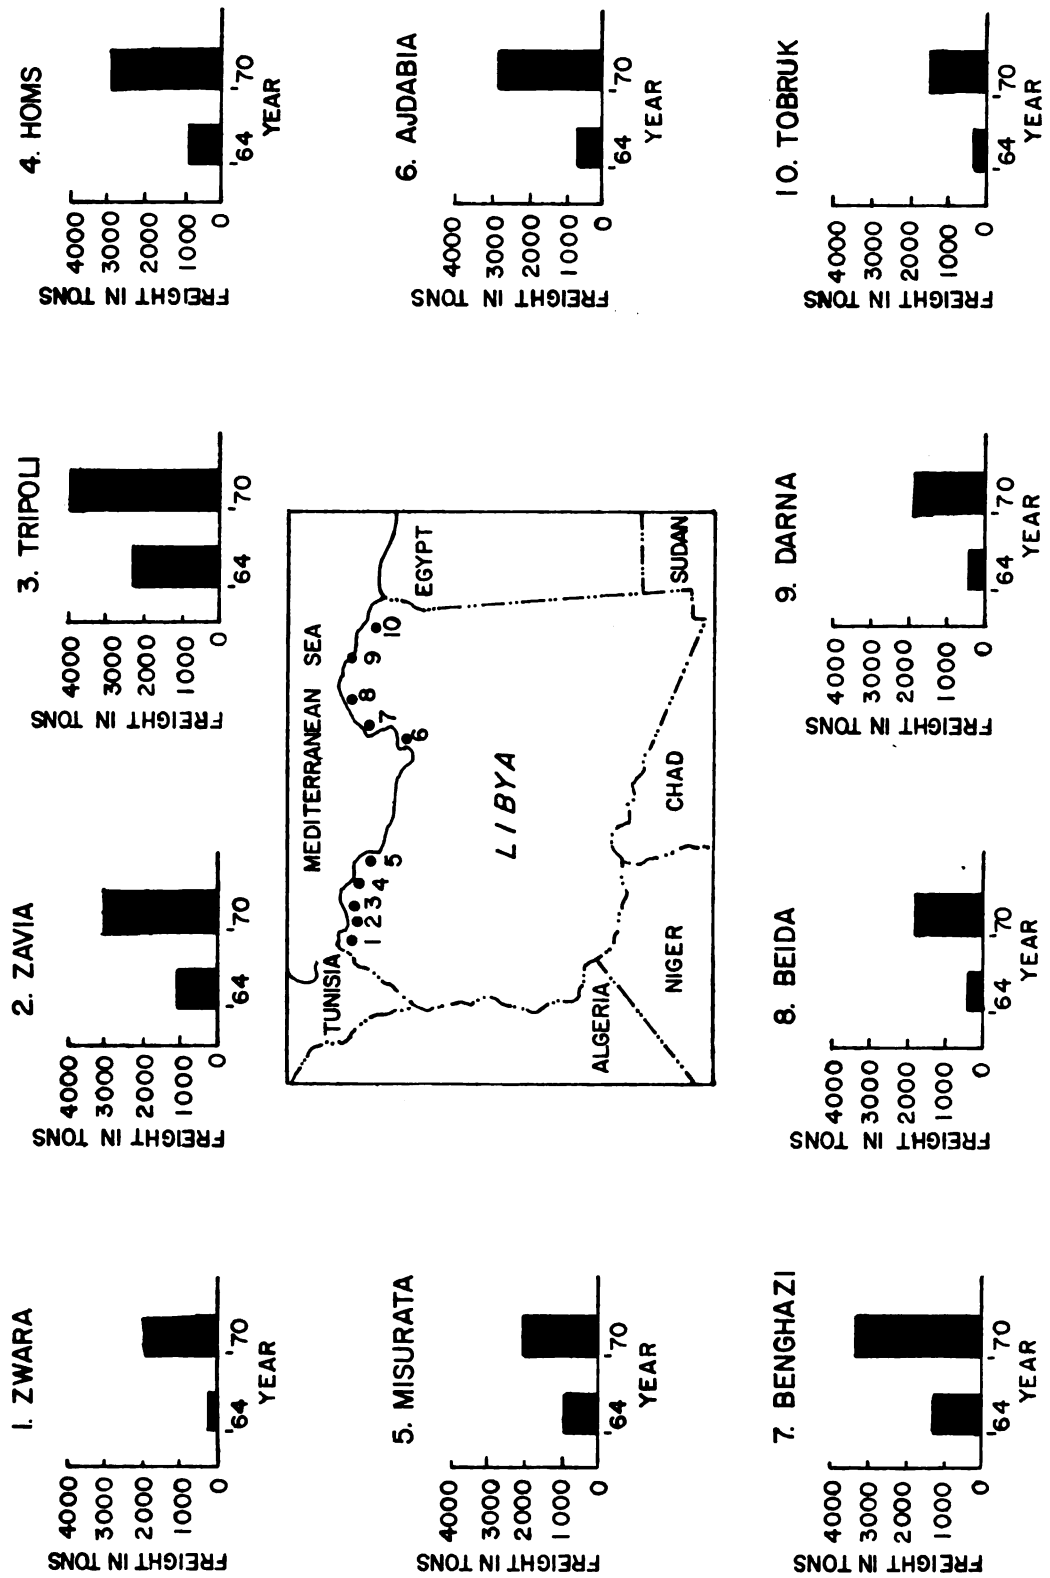 1. ZWARA
FREIGHT IN TONS
4000
3000
2000
1000
0
'64 '70
YEAR
2. ZAVIA
FREIGHT IN TONS
4000
3000
2000
1000
0
'64 '70
3. TRIPOLI
FREIGHT IN TONS
4000
3000
2000
1000
0
'64 '70
4. HOMS
FREIGHT IN TONS
4000
3000
2000
1000
0
'64 '70
YEAR
5. MISURATA
FREIGHT IN TONS
4000
3000
2000
1000
0
'64 '70
YEAR
MEDITERRANEAN SEA
TUNISIA
1 2 3 4 5 6 7 8 9 10
EGYPT
LIBYA
ALGERIA
NIGER
CHAD
SUDAN
6. AJDABIA
FREIGHT IN TONS
4000
3000
2000
1000
0
'64 '70
YEAR
7. BENGHAZI
FREIGHT IN TONS
4000
3000
2000
1000
0
'64 '70
YEAR
8. BEIDA
FREIGHT IN TONS
4000
3000
2000
1000
0
'64 '70
YEAR
9. DARNA
FREIGHT IN TONS
4000
3000
2000
1000
0
'64 '70
YEAR
10. TOBRUK
FREIGHT IN TONS
4000
3000
2000
1000
0
'64 '70
YEAR